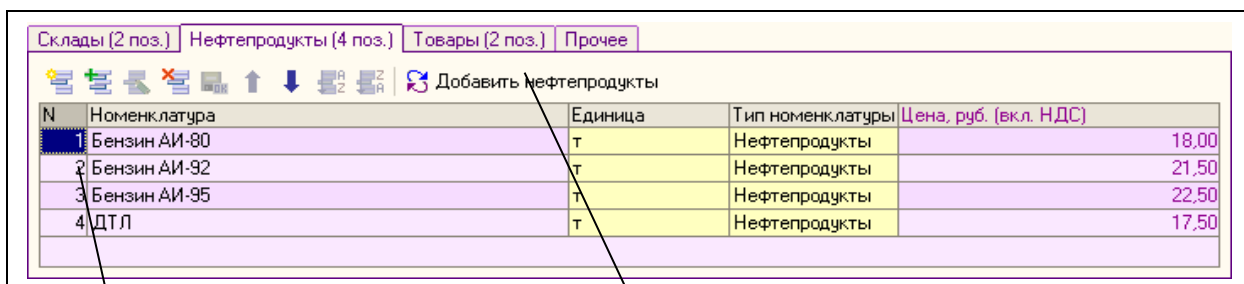 Склады (2 поз.) Нефтепродукты (4 поз.) Товары (2 поз.) Прочее
Добавить нефтепродукты
N Номенклатура Единица Тип номенклатуры Цена, руб. (вкл. НДС)
1 Бензин АИ-80 т Нефтепродукты 18,00
2 Бензин АИ-92 т Нефтепродукты 21,50
3 Бензин АИ-95 т Нефтепродукты 22,50
4 ДТЛ т Нефтепродукты 17,50